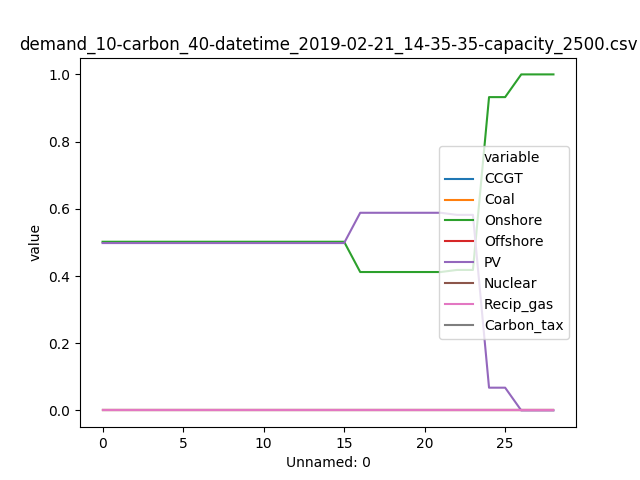 demand_10-carbon_40-datetime_2019-02-21_14-35-35-capacity_2500.csv
1.0
0.8
0.6
0.4
0.2
0.0
value
variable
CCGT
Coal
Onshore
Offshore
PV
Nuclear
Recip_gas
Carbon_tax
0 5 10 15 20 25
Unnamed: 0